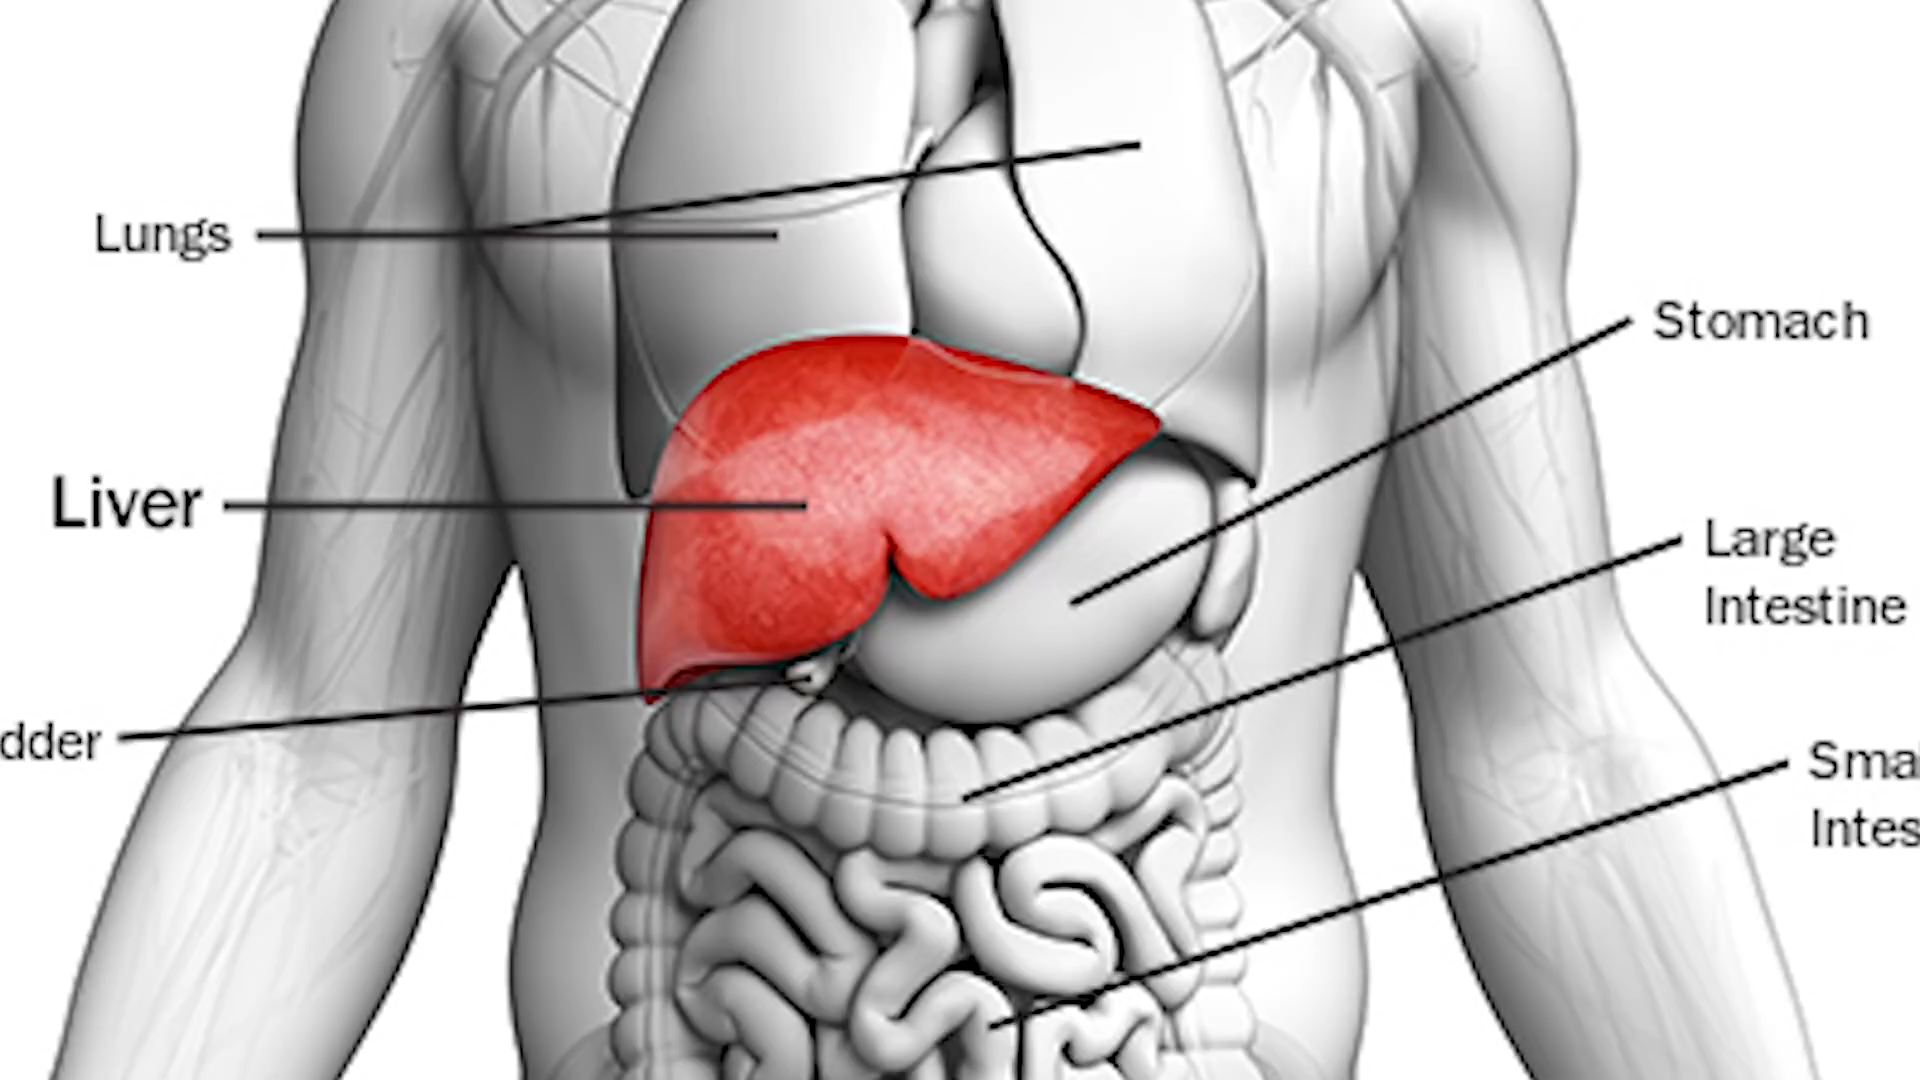 Lungs
Stomach
Liver
Large
Intestine
dder
Sma
Intes